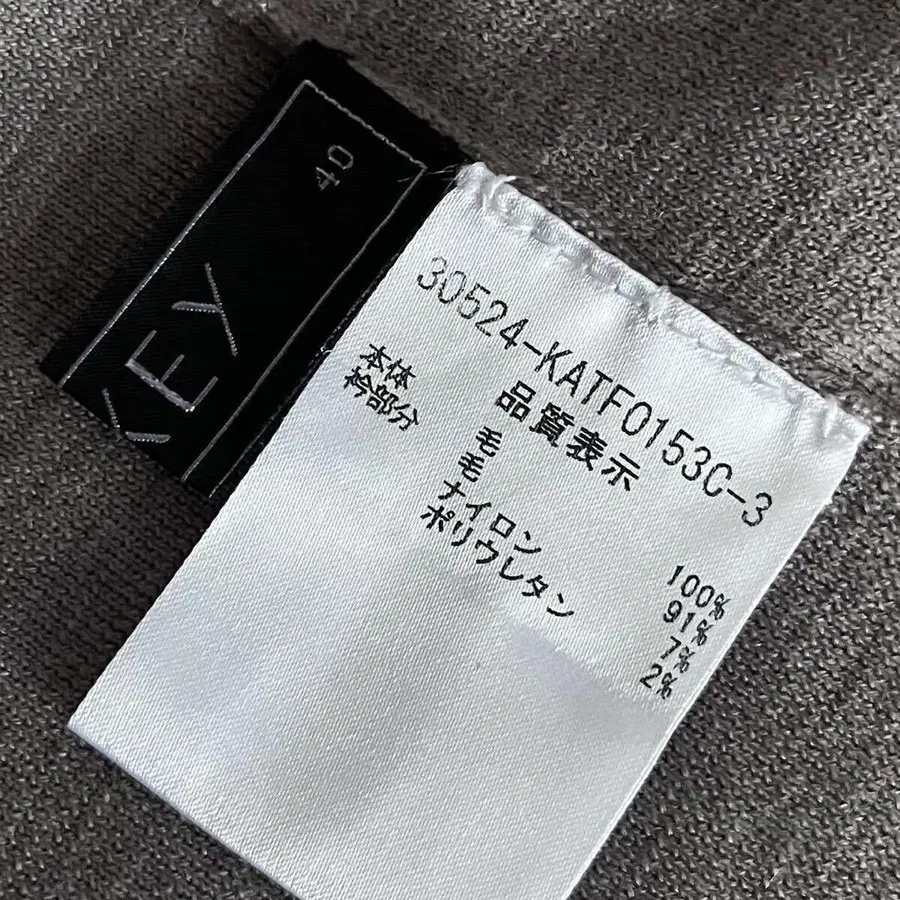 40
KEY
30524-KATF0153C-3
品質表示
本体 毛 100%
衿部分 毛 91%
ナイロン 7%
ポリウレタン 2%